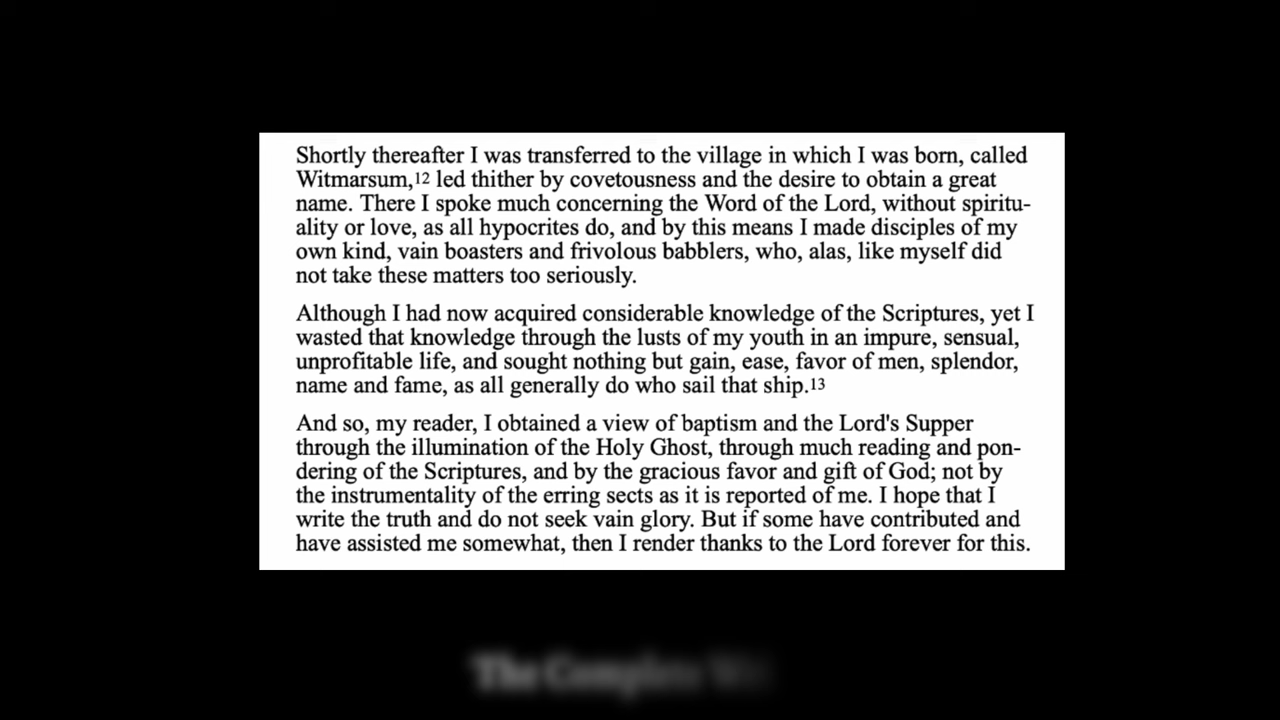 Shortly thereafter I was transferred to the village in which I was born, called
Witmarsum,12 led thither by covetousness and the desire to obtain a great
name. There I spoke much concerning the Word of the Lord, without spiritu-
ality or love, as all hypocrites do, and by this means I made disciples of my
own kind, vain boasters and frivolous babblers, who, alas, like myself did
not take these matters too seriously.
Although I had now acquired considerable knowledge of the Scriptures, yet I
wasted that knowledge through the lusts of my youth in an impure, sensual,
unprofitable life, and sought nothing but gain, ease, favor of men, splendor,
name and fame, as all generally do who sail that ship.13
And so, my reader, I obtained a view of baptism and the Lord's Supper
through the illumination of the Holy Ghost, through much reading and pon-
dering of the Scriptures, and by the gracious favor and gift of God; not by
the instrumentality of the erring sects as it is reported of me. I hope that I
write the truth and do not seek vain glory. But if some have contributed and
have assisted me somewhat, then I render thanks to the Lord forever for this.
The Complete